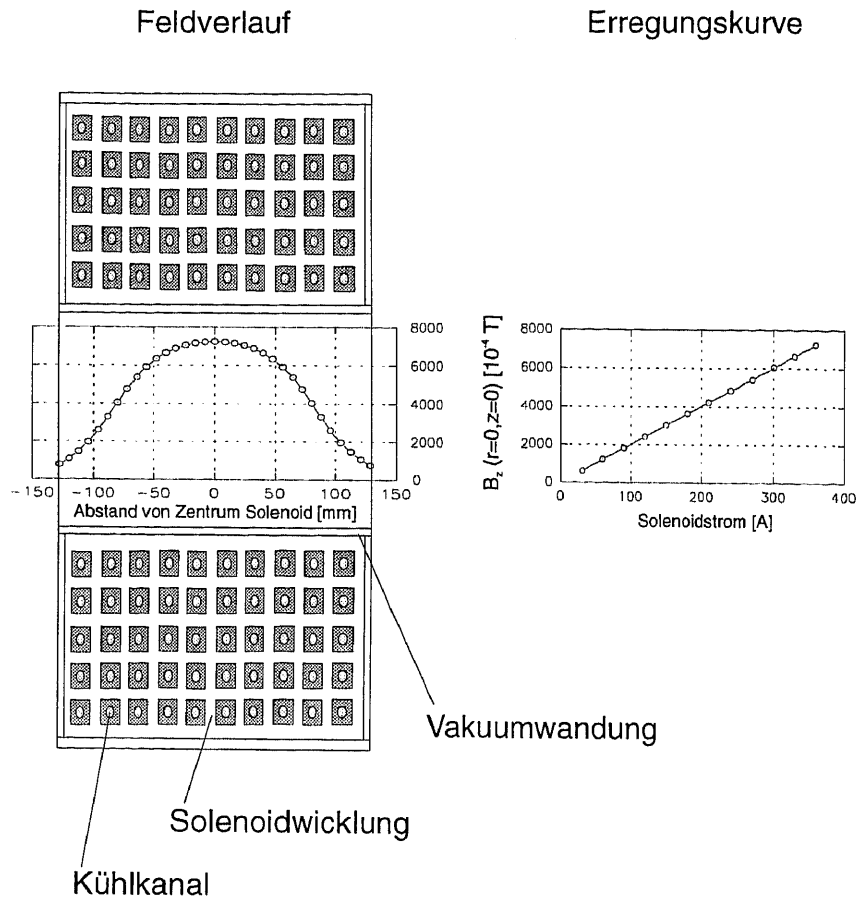 Feldverlauf
Erregungskurve
8000
6000
4000
2000
0
-150
-100
-50
0
50
100
150
Abstand von Zentrum Solenoid [mm]
B_z (r=0,z=0) [10^-4 T]
8000
6000
4000
2000
0
0
100
200
300
400
Solenoidstrom [A]
Vakuumwandung
Solenoidwicklung
Kühlkanal